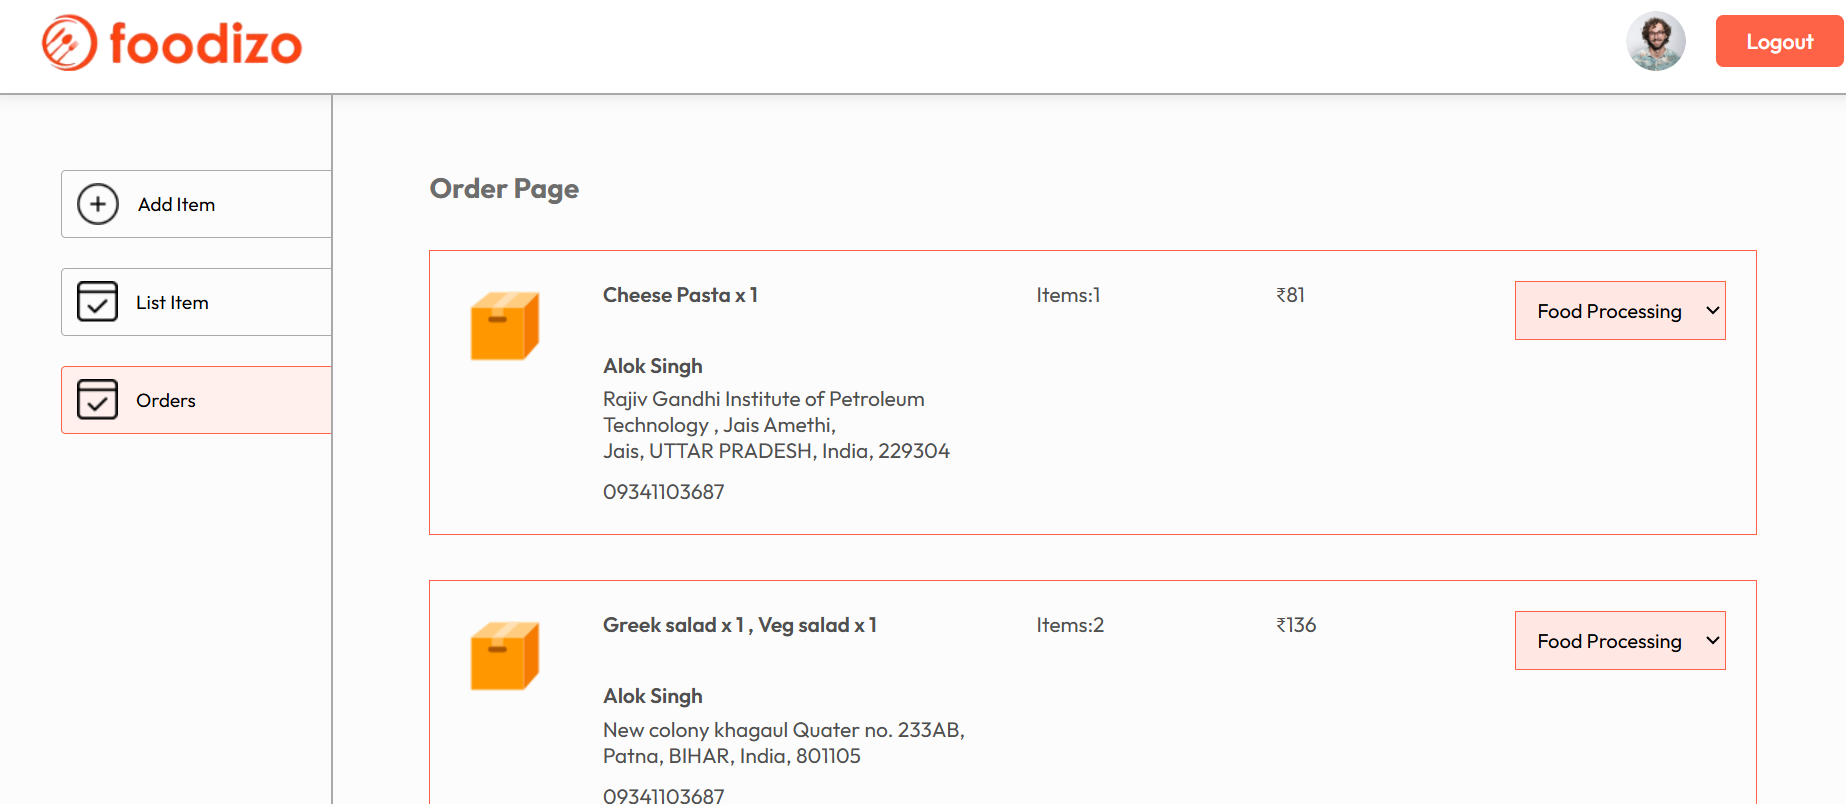 foodizo
Logout
Add Item
List Item
Orders
Order Page
Cheese Pasta x 1
Items:1
₹81
Food Processing
Alok Singh
Rajiv Gandhi Institute of Petroleum
Technology , Jais Amethi,
Jais, UTTAR PRADESH, India, 229304
09341103687
Greek salad x 1 , Veg salad x 1
Items:2
₹136
Food Processing
Alok Singh
New colony khagaul Quater no. 233AB,
Patna, BIHAR, India, 801105
09341103687